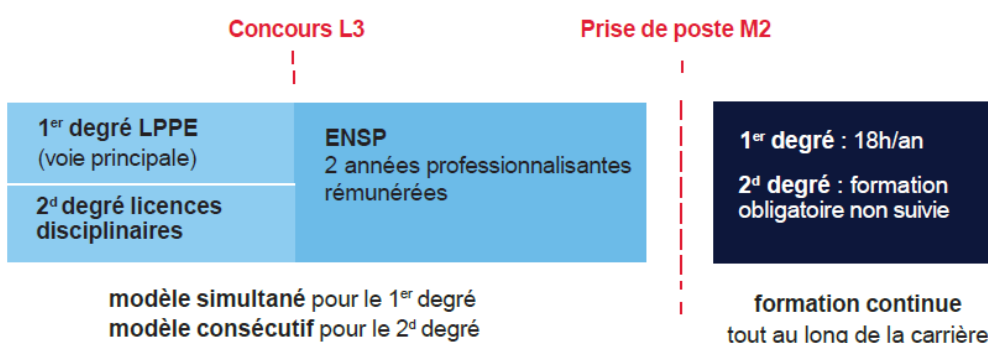 Concours L3
Prise de poste M2
1er degré LPPE
(voie principale)
2d degré licences
disciplinaires
ENSP
2 années professionnalisantes
rémunérées
1er degré : 18h/an
2d degré : formation
obligatoire non suivie
modèle simultané pour le 1er degré
modèle consécutif pour le 2d degré
formation continue
tout au long de la carrière